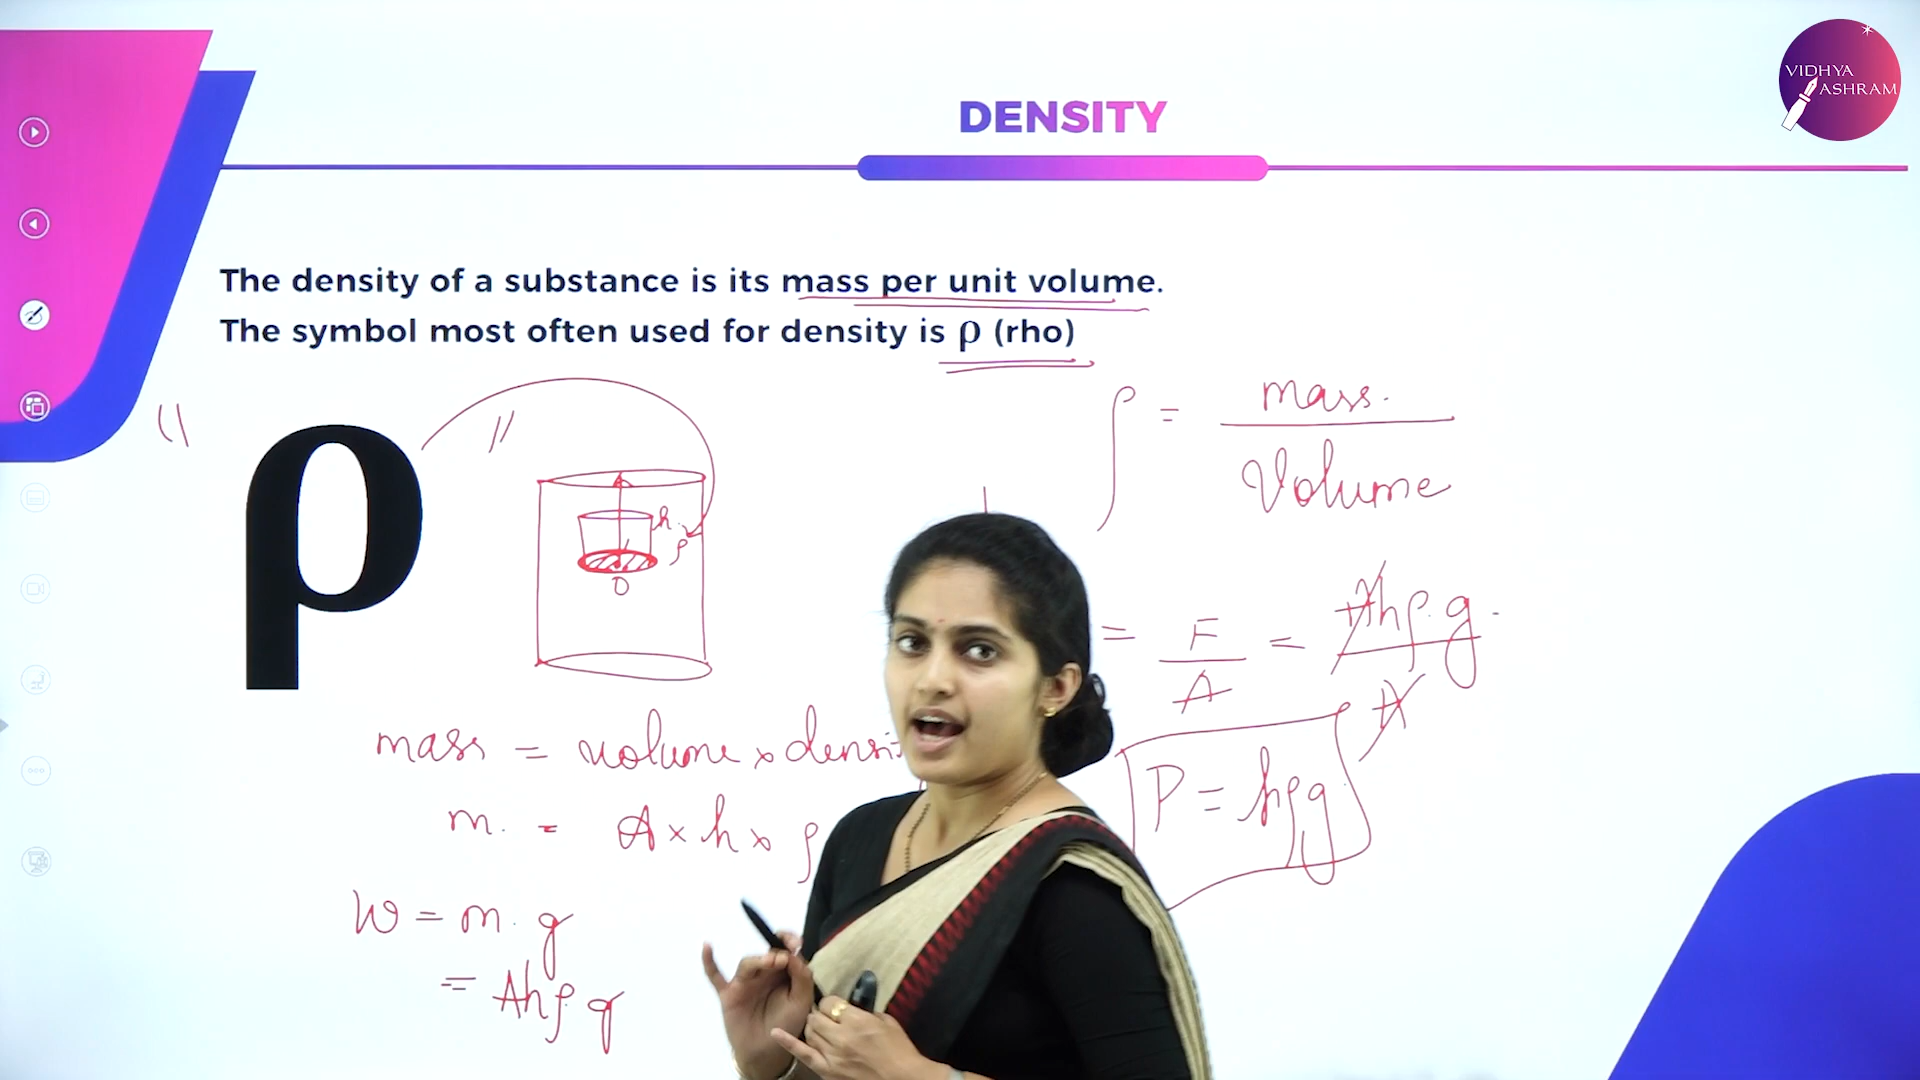 VIDHYA
ASHRAM
DENSITY
The density of a substance is its mass per unit volume.
The symbol most often used for density is ρ (rho)
ρ
ρ = mass.
Volume
h.
ρ
D
= F/A = Ahρ.g.
A
mass = volume × densi
m. = A × h × ρ
P = hρg
W = m.g
= Ahρg